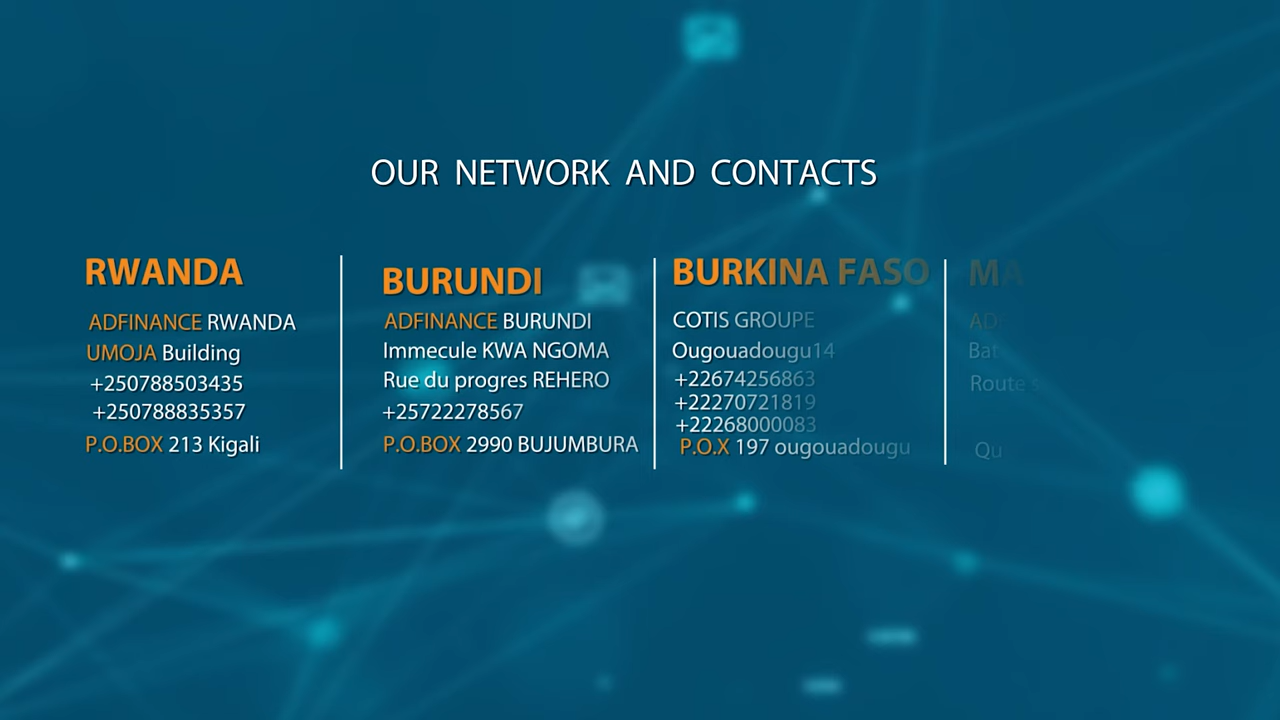 OUR NETWORK AND CONTACTS
RWANDA
ADFINANCE RWANDA
UMOJA Building
+250788503435
+250788835357
P.O.BOX 213 Kigali
BURUNDI
ADFINANCE BURUNDI
Immecule KWA NGOMA
Rue du progres REHERO
+25722278567
P.O.BOX 2990 BUJUMBURA
BURKINA FASO
COTIS GROUPE
Ougouadougu14
+22674256863
+22270721819
+22268000083
P.O.X 197 ougouadougu
Route